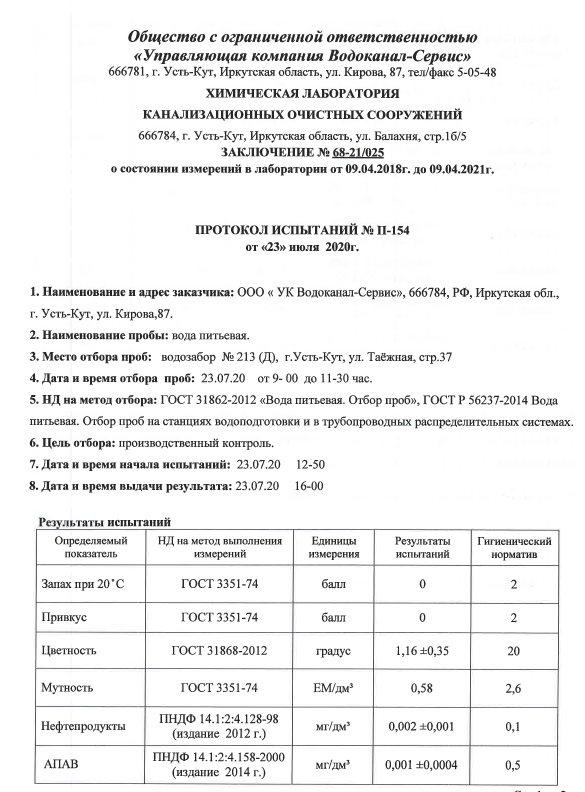 Общество с ограниченной ответственностью
«Управляющая компания Водоканал-Сервис»
666781, г. Усть-Кут, Иркутская область, ул. Кирова, 87, тел/факс 5-05-48
ХИМИЧЕСКАЯ ЛАБОРАТОРИЯ
КАНАЛИЗАЦИОННЫХ ОЧИСТНЫХ СООРУЖЕНИЙ
666784, г. Усть-Кут, Иркутская область, ул. Балахня, стр.1б/5
ЗАКЛЮЧЕНИЕ № 68-21/025
о состоянии измерений в лаборатории от 09.04.2018г. до 09.04.2021г.
ПРОТОКОЛ ИСПЫТАНИЙ № П-154
от «23» июля 2020г.
1. Наименование и адрес заказчика: ООО « УК Водоканал-Сервис», 666784, РФ, Иркутская обл.,
г. Усть-Кут, ул. Кирова,87.
2. Наименование пробы: вода питьевая.
3. Место отбора проб: водозабор № 213 (Д), г.Усть-Кут, ул. Таёжная, стр.37
4. Дата и время отбора проб: 23.07.20 от 9- 00 до 11-30 час.
5. НД на метод отбора: ГОСТ 31862-2012 «Вода питьевая. Отбор проб», ГОСТ Р 56237-2014 Вода
питьевая. Отбор проб на станциях водоподготовки и в трубопроводных распределительных системах.
6. Цель отбора: производственный контроль.
7. Дата и время начала испытаний: 23.07.20 12-50
8. Дата и время выдачи результата: 23.07.20 16-00
Результаты испытаний
Определяемый показатель НД на метод выполнения измерений Единицы измерения Результаты испытаний Гигиенический норматив
Запах при 20˚С ГОСТ 3351-74 балл 0 2
Привкус ГОСТ 3351-74 балл 0 2
Цветность ГОСТ 31868-2012 градус 1,16 ±0,35 20
Мутность ГОСТ 3351-74 ЕМ/дм³ 0,58 2,6
Нефтепродукты ПНДФ 14.1:2:4.128-98 (издание 2012 г.) мг/дм³ 0,002 ±0,001 0,1
АПАВ ПНДФ 14.1:2:4.158-2000 (издание 2014 г.) мг/дм³ 0,001 ±0,0004 0,5